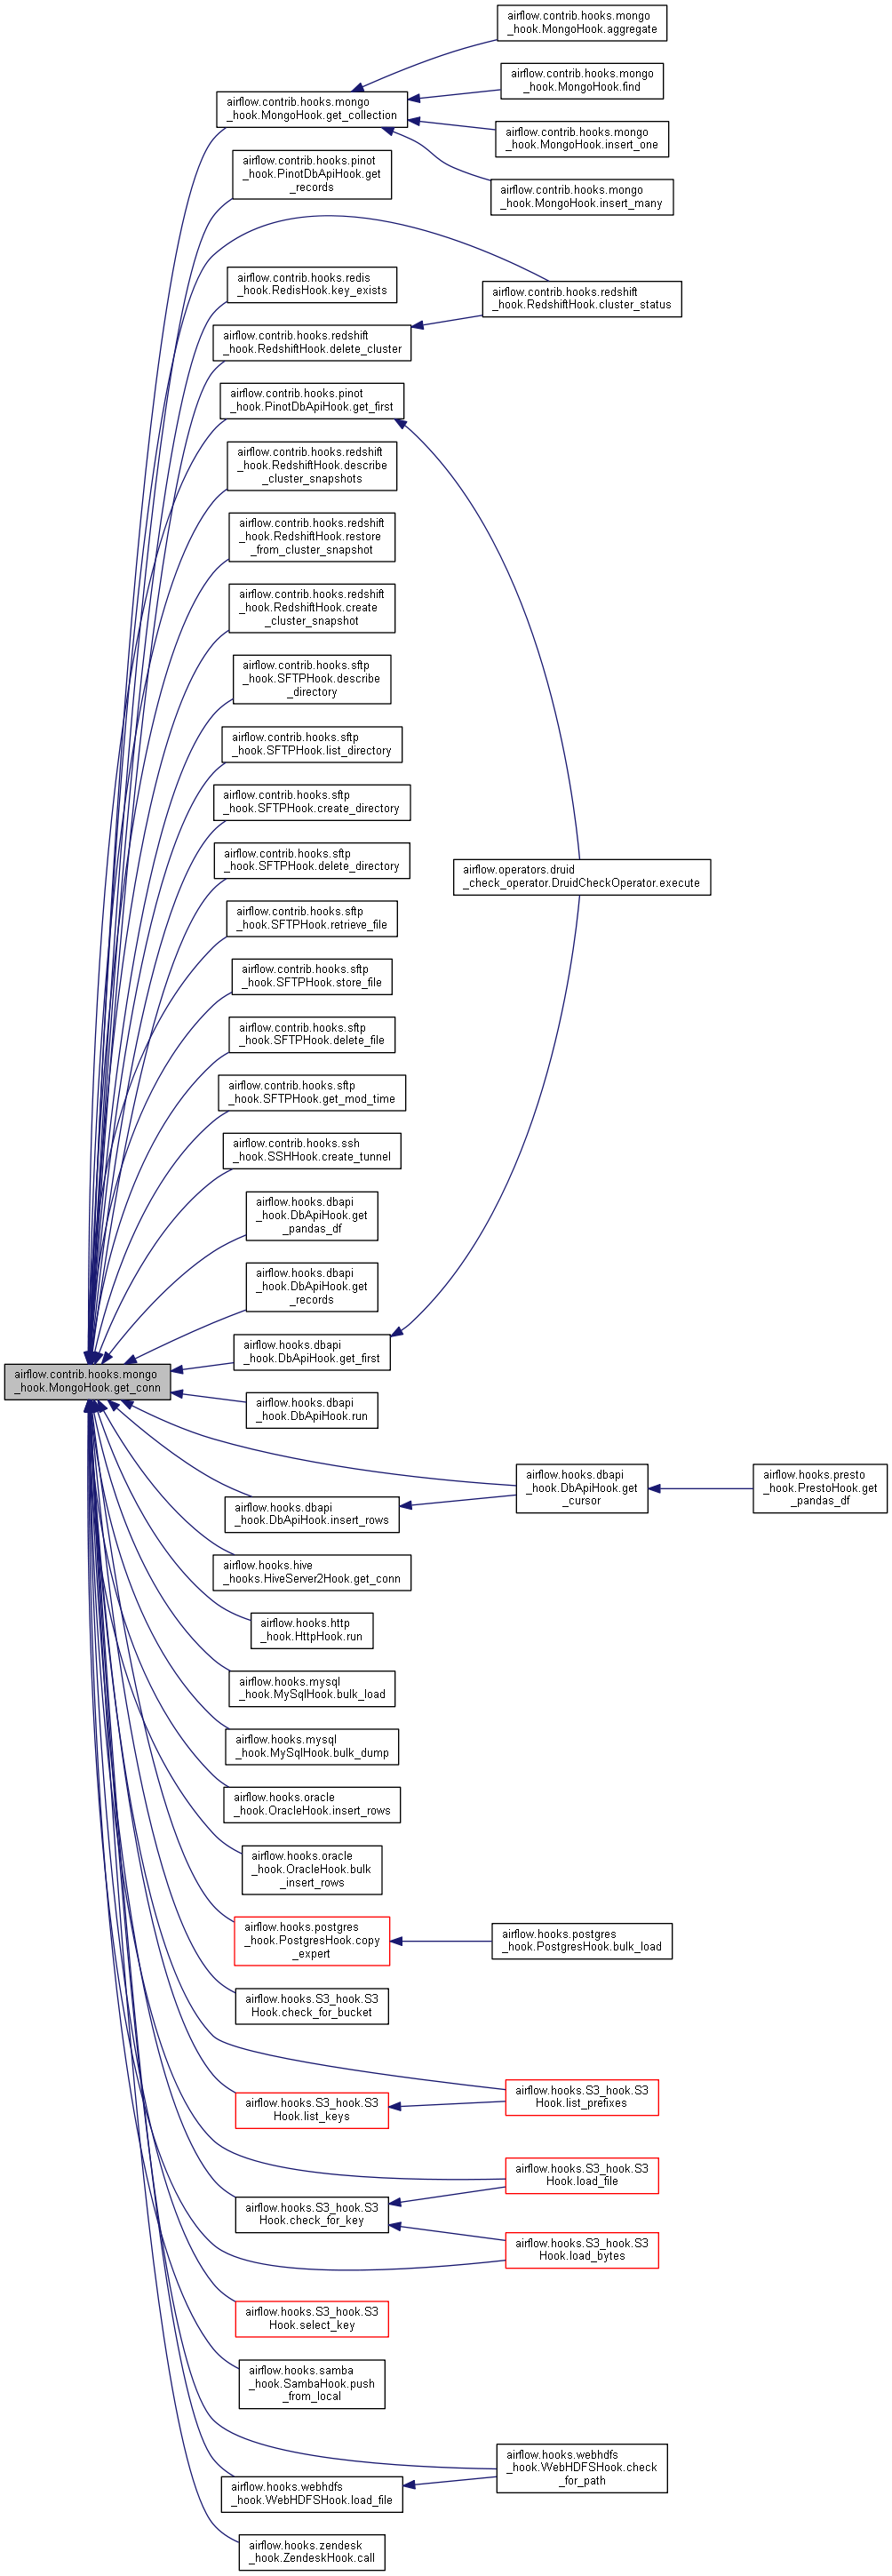 airflow.contrib.hooks.mongo
_hook.MongoHook.aggregate
airflow.contrib.hooks.mongo
_hook.MongoHook.find
airflow.contrib.hooks.mongo
_hook.MongoHook.get_collection
airflow.contrib.hooks.mongo
_hook.MongoHook.insert_one
airflow.contrib.hooks.pinot
_hook.PinotDbApiHook.get
_records
airflow.contrib.hooks.mongo
_hook.MongoHook.insert_many
airflow.contrib.hooks.redis
_hook.RedisHook.key_exists
airflow.contrib.hooks.redshift
_hook.RedshiftHook.cluster_status
airflow.contrib.hooks.redshift
_hook.RedshiftHook.delete_cluster
airflow.contrib.hooks.pinot
_hook.PinotDbApiHook.get_first
airflow.contrib.hooks.redshift
_hook.RedshiftHook.describe
_cluster_snapshots
airflow.contrib.hooks.redshift
_hook.RedshiftHook.restore
_from_cluster_snapshot
airflow.contrib.hooks.redshift
_hook.RedshiftHook.create
_cluster_snapshot
airflow.contrib.hooks.sftp
_hook.SFTPHook.describe
_directory
airflow.contrib.hooks.sftp
_hook.SFTPHook.list_directory
airflow.contrib.hooks.sftp
_hook.SFTPHook.create_directory
airflow.contrib.hooks.sftp
_hook.SFTPHook.delete_directory
airflow.operators.druid
_check_operator.DruidCheckOperator.execute
airflow.contrib.hooks.sftp
_hook.SFTPHook.retrieve_file
airflow.contrib.hooks.sftp
_hook.SFTPHook.store_file
airflow.contrib.hooks.sftp
_hook.SFTPHook.delete_file
airflow.contrib.hooks.sftp
_hook.SFTPHook.get_mod_time
airflow.contrib.hooks.ssh
_hook.SSHHook.create_tunnel
airflow.hooks.dbapi
_hook.DbApiHook.get
_pandas_df
airflow.hooks.dbapi
_hook.DbApiHook.get
_records
airflow.hooks.dbapi
_hook.DbApiHook.get_first
airflow.contrib.hooks.mongo
_hook.MongoHook.get_conn
airflow.hooks.dbapi
_hook.DbApiHook.run
airflow.hooks.dbapi
_hook.DbApiHook.get
_cursor
airflow.hooks.presto
_hook.PrestoHook.get
_pandas_df
airflow.hooks.dbapi
_hook.DbApiHook.insert_rows
airflow.hooks.hive
_hooks.HiveServer2Hook.get_conn
airflow.hooks.http
_hook.HttpHook.run
airflow.hooks.mysql
_hook.MySqlHook.bulk_load
airflow.hooks.mysql
_hook.MySqlHook.bulk_dump
airflow.hooks.oracle
_hook.OracleHook.insert_rows
airflow.hooks.oracle
_hook.OracleHook.bulk
_insert_rows
airflow.hooks.postgres
_hook.PostgresHook.copy
_expert
airflow.hooks.postgres
_hook.PostgresHook.bulk_load
airflow.hooks.S3_hook.S3
Hook.check_for_bucket
airflow.hooks.S3_hook.S3
Hook.list_prefixes
airflow.hooks.S3_hook.S3
Hook.list_keys
airflow.hooks.S3_hook.S3
Hook.load_file
airflow.hooks.S3_hook.S3
Hook.check_for_key
airflow.hooks.S3_hook.S3
Hook.load_bytes
airflow.hooks.S3_hook.S3
Hook.select_key
airflow.hooks.samba
_hook.SambaHook.push
_from_local
airflow.hooks.webhdfs
_hook.WebHDFSHook.check
_for_path
airflow.hooks.webhdfs
_hook.WebHDFSHook.load_file
airflow.hooks.zendesk
_hook.ZendeskHook.call